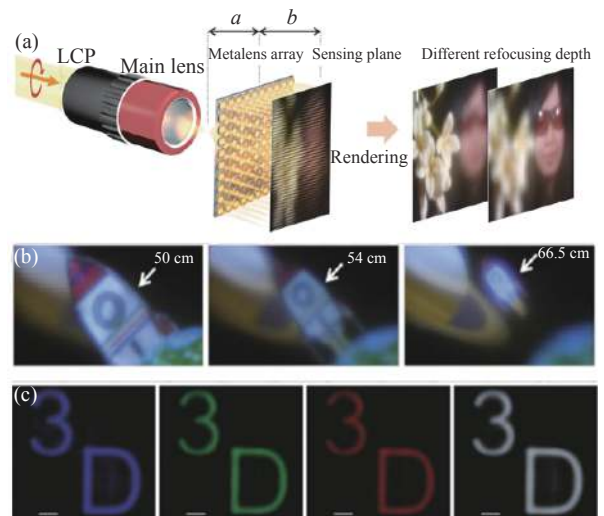 a b
(a)
LCP
Main lens
Metalens array Sensing plane Different refocusing depth
Rendering
(b)
50 cm
54 cm
66.5 cm
(c)
3 3 3 3
D D D D